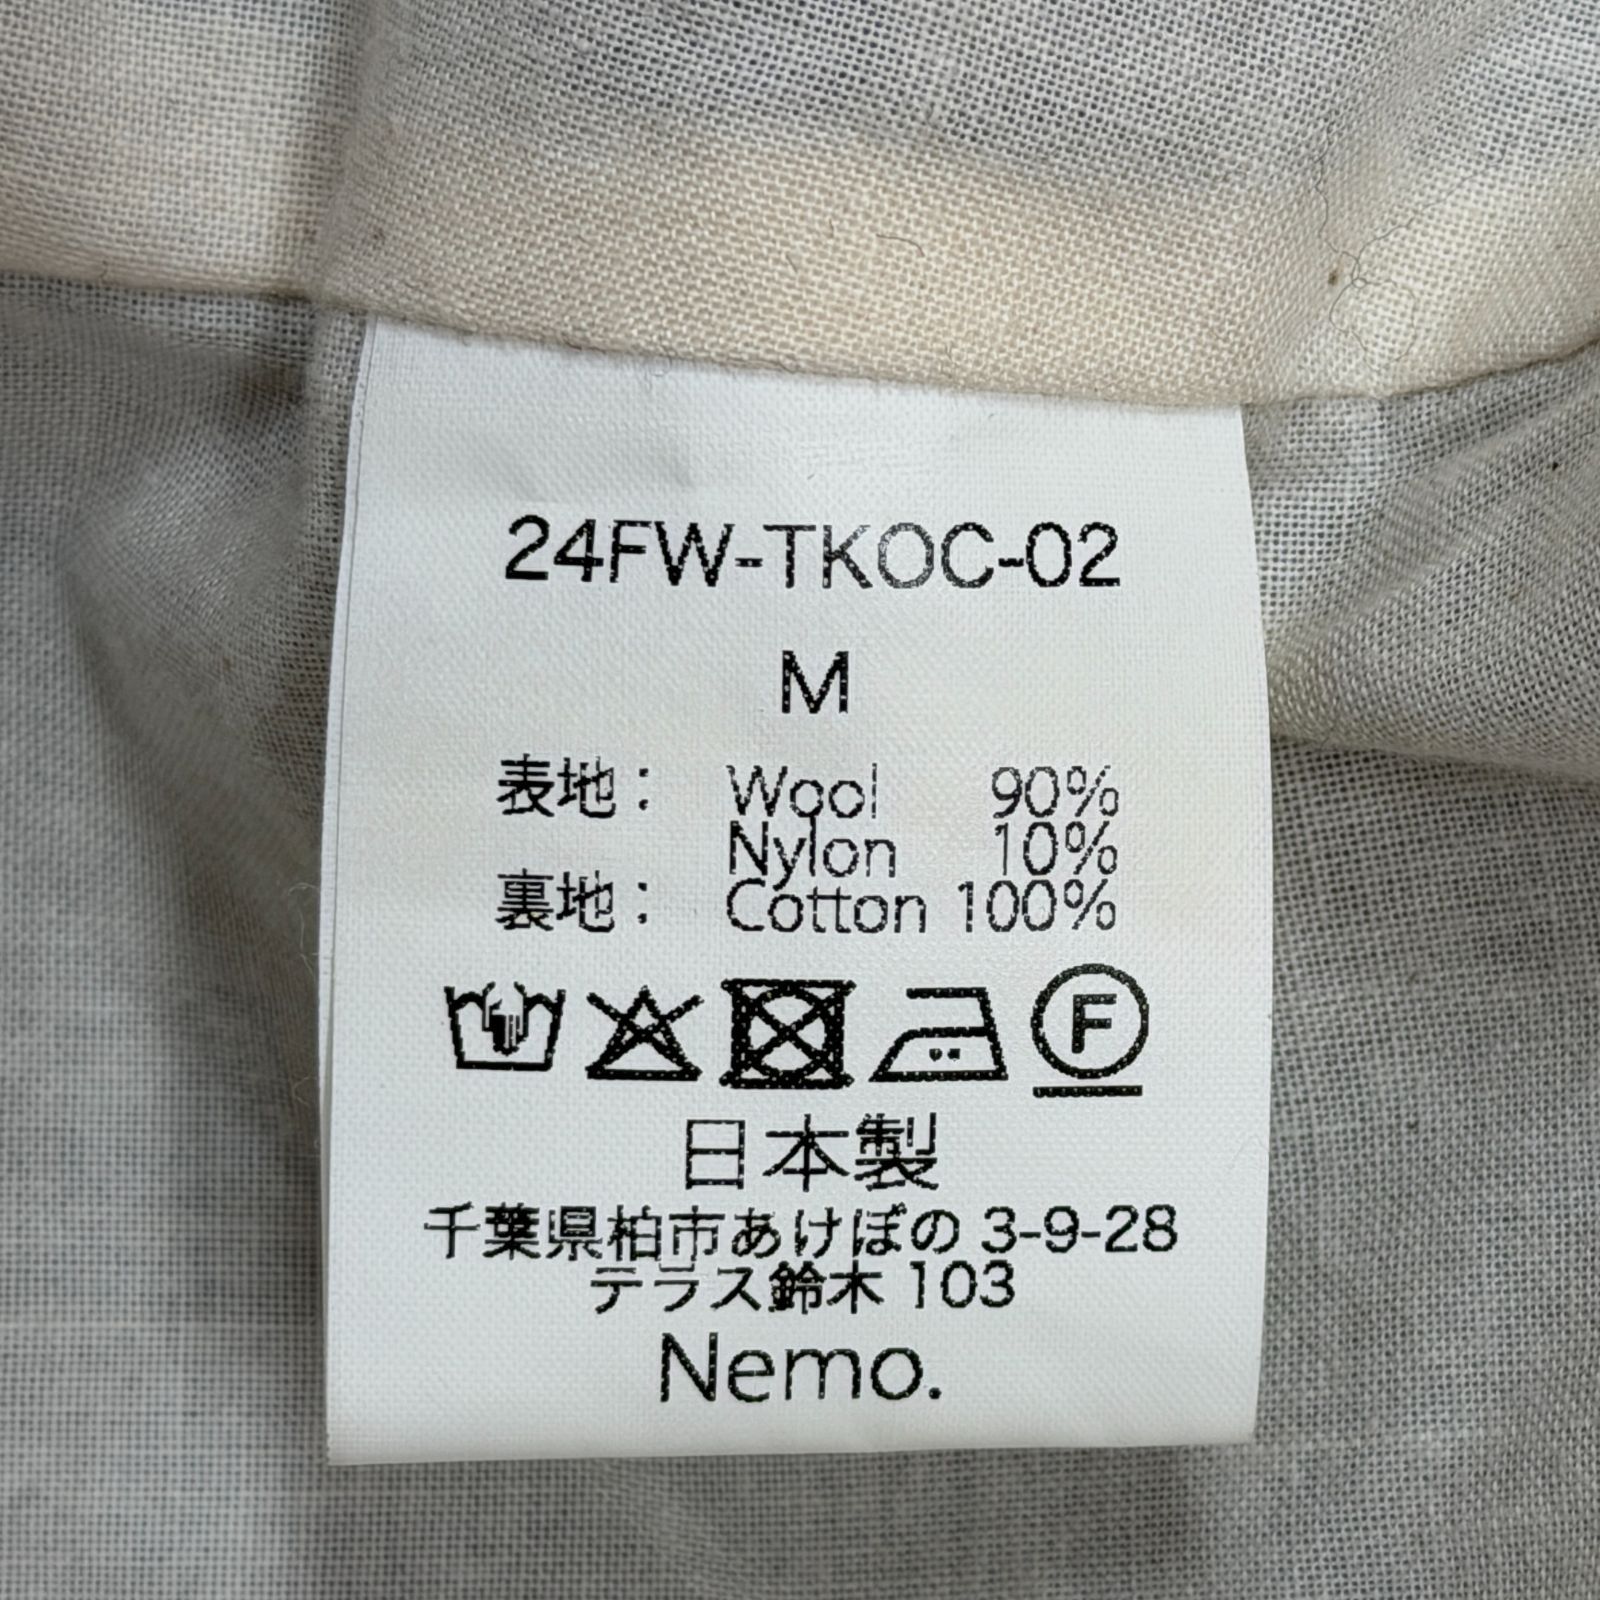 24FW-TKOC-02
M
表地： Wool 90%
Nylon 10%
裏地： Cotton 100%
F
日本製
千葉県柏市あけぼの 3-9-28
テラス鈴木 103
Nemo.